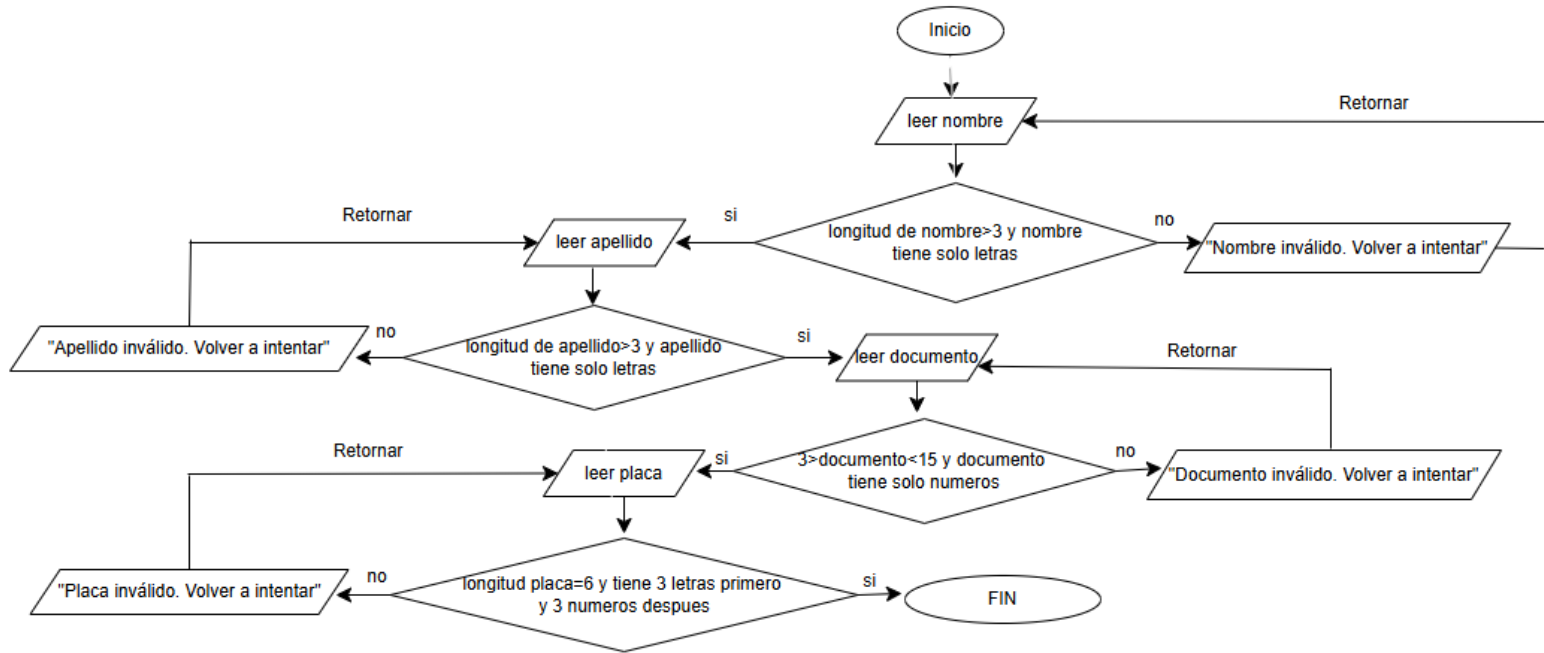 Inicio
leer nombre
Retornar
longitud de nombre>3 y nombre
tiene solo letras
si
no
"Nombre inválido. Volver a intentar"
Retornar
leer apellido
longitud de apellido>3 y apellido
tiene solo letras
no
si
"Apellido inválido. Volver a intentar"
leer documento
Retornar
3>documento<15 y documento
tiene solo numeros
si
no
"Documento inválido. Volver a intentar"
Retornar
leer placa
longitud placa=6 y tiene 3 letras primero
y 3 numeros despues
no
si
"Placa inválido. Volver a intentar"
FIN